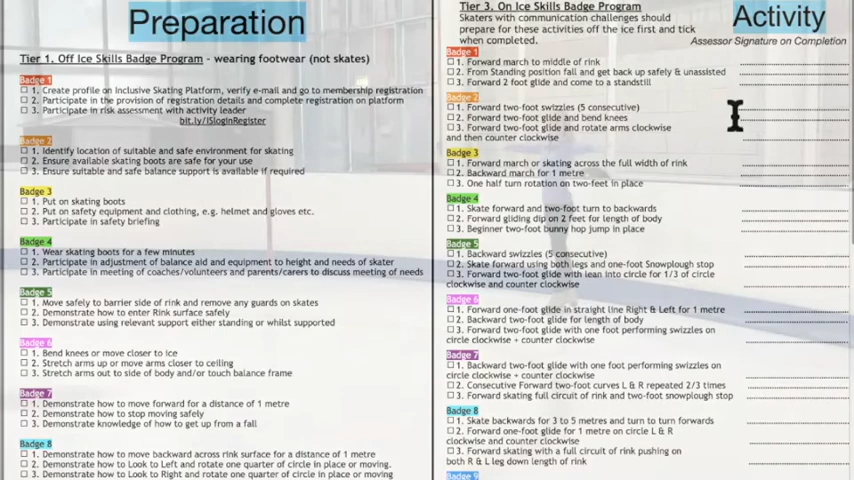 Preparation
Tier 1. Off Ice Skills Badge Program - wearing footwear (not skates)
Badge 1
1. Create profile on Inclusive Skating Platform, verify e-mail and go to membership registration
2. Participate in the provision of registration details and complete registration on platform
3. Participate in risk assessment with activity leader
bit.ly/ISloginRegister
Badge 2
1. Identify location of suitable and safe environment for skating
2. Ensure available skating boots are safe for your use
3. Ensure suitable and safe balance support is available if required
Badge 3
1. Put on skating boots
2. Put on safety equipment and clothing, e.g. helmet and gloves etc.
3. Participate in safety briefing
Badge 4
1. Wear skating boots for a few minutes
2. Participate in adjustment of balance aid and equipment to height and needs of skater
3. Participate in meeting of coaches/volunteers and parents/carers to discuss meeting of needs
Badge 5
1. Move safely to barrier side of rink and remove any guards on skates
2. Demonstrate how to enter Rink surface safely
3. Demonstrate using relevant support either standing or whilst supported
Badge 6
1. Bend knees or move closer to ice
2. Stretch arms up or move arms closer to ceiling
3. Stretch arms out to side of body and/or touch balance frame
Badge 7
1. Demonstrate how to move forward for a distance of 1 metre
2. Demonstrate how to stop moving safely
3. Demonstrate knowledge of how to get up from a fall
Badge 8
1. Demonstrate how to move backward across rink surface for a distance of 1 metre
2. Demonstrate how to Look to Left and rotate one quarter of circle in place or moving.
3. Demonstrate how to Look to Right and rotate one quarter of circle in place or moving
Tier 3. On Ice Skills Badge Program
Skaters with communication challenges should
prepare for these activities off the ice first and tick
when completed.
Activity
Assessor Signature on Completion
Badge 1
1. Forward march to middle of rink
2. From Standing position fall and get back up safely & unassisted
3. Forward 2 foot glide and come to a standstill
Badge 2
1. Forward two-foot swizzles (5 consecutive)
2. Forward two-foot glide and bend knees
3. Forward two-foot glide and rotate arms clockwise
and then counter clockwise
Badge 3
1. Forward march or skating across the full width of rink
2. Backward march for 1 metre
3. One half turn rotation on two-feet in place
Badge 4
1. Skate forward and two-foot turn to backwards
2. Forward gliding dip on 2 feet for length of body
3. Beginner two-foot bunny hop jump in place
Badge 5
1. Backward swizzles (5 consecutive)
2. Skate forward using both legs and one-foot Snowplough stop
3. Forward two-foot glide with lean into circle for 1/3 of circle
clockwise and counter clockwise
Badge 6
1. Forward one-foot glide in straight line Right & Left for 1 metre
2. Backward two-foot glide for length of body
3. Forward two-foot glide with one foot performing swizzles on
circle clockwise + counter clockwise
Badge 7
1. Backward two-foot glide with one foot performing swizzles on
circle clockwise + counter clockwise
2. Consecutive Forward two-foot curves L & R repeated 2/3 times
3. Forward skating full circuit of rink and two-foot snowplough stop
Badge 8
1. Skate backwards for 3 to 5 metres and turn to turn forwards
2. Forward one-foot glide for 1 metre on circle L & R
clockwise and counter clockwise
3. Forward skating with a full circuit of rink pushing on
both R & L leg down length of rink
Badge 9